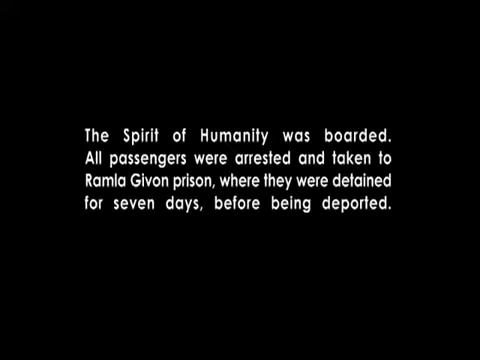 The Spirit of Humanity was boarded.
All passengers were arrested and taken to
Ramla Givon prison, where they were detained
for seven days, before being deported.